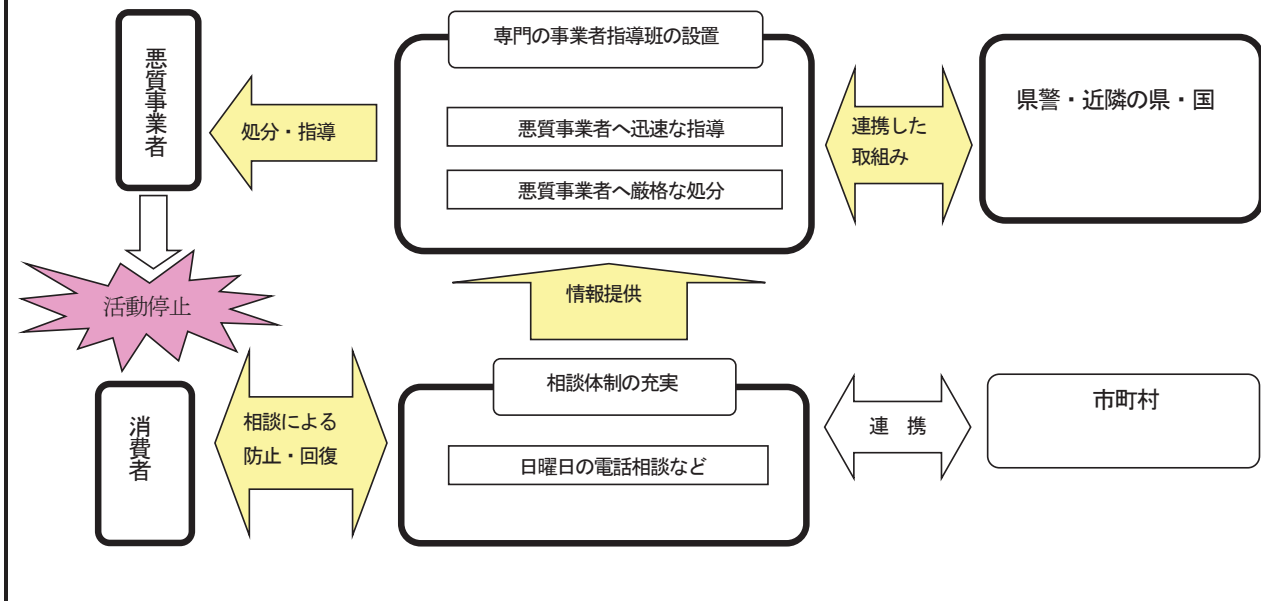 専門の事業者指導班の設置
悪質事業者
処分・指導
悪質事業者へ迅速な指導
悪質事業者へ厳格な処分
連携した
取組み
県警・近隣の県・国
活動停止
情報提供
消費者
相談による
防止・回復
相談体制の充実
日曜日の電話相談など
連　携
市町村